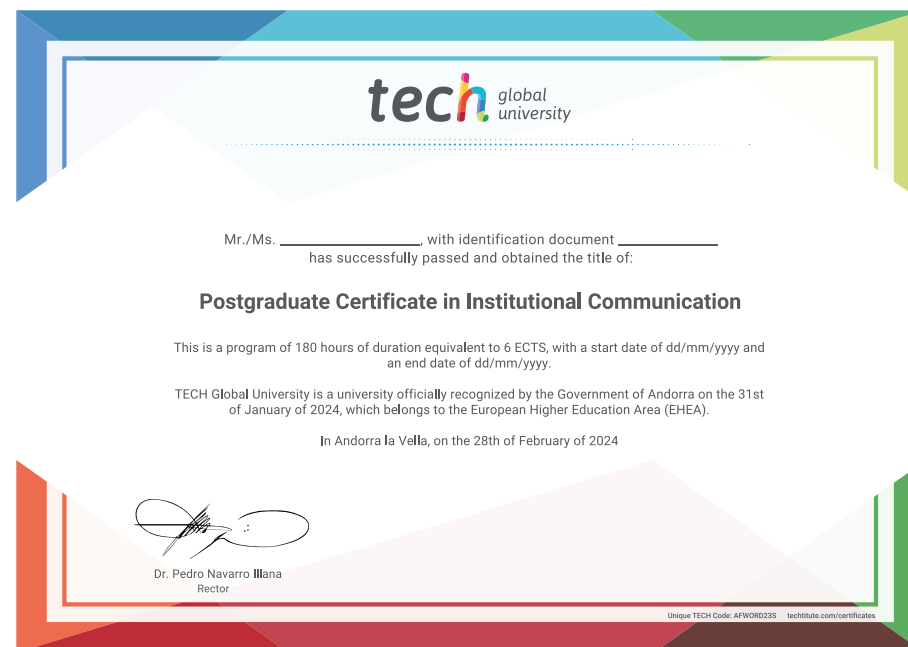 tech global university
Mr./Ms. ____________, with identification document ____________
has successfully passed and obtained the title of:
Postgraduate Certificate in Institutional Communication
This is a program of 180 hours of duration equivalent to 6 ECTS, with a start date of dd/mm/yyyy and
an end date of dd/mm/yyyy.
TECH Global University is a university officially recognized by the Government of Andorra on the 31st
of January of 2024, which belongs to the European Higher Education Area (EHEA).
In Andorra la Vella, on the 28th of February of 2024
Dr. Pedro Navarro Illana
Rector
Unique TECH Code: AFWORD23S techtitute.com/certificates